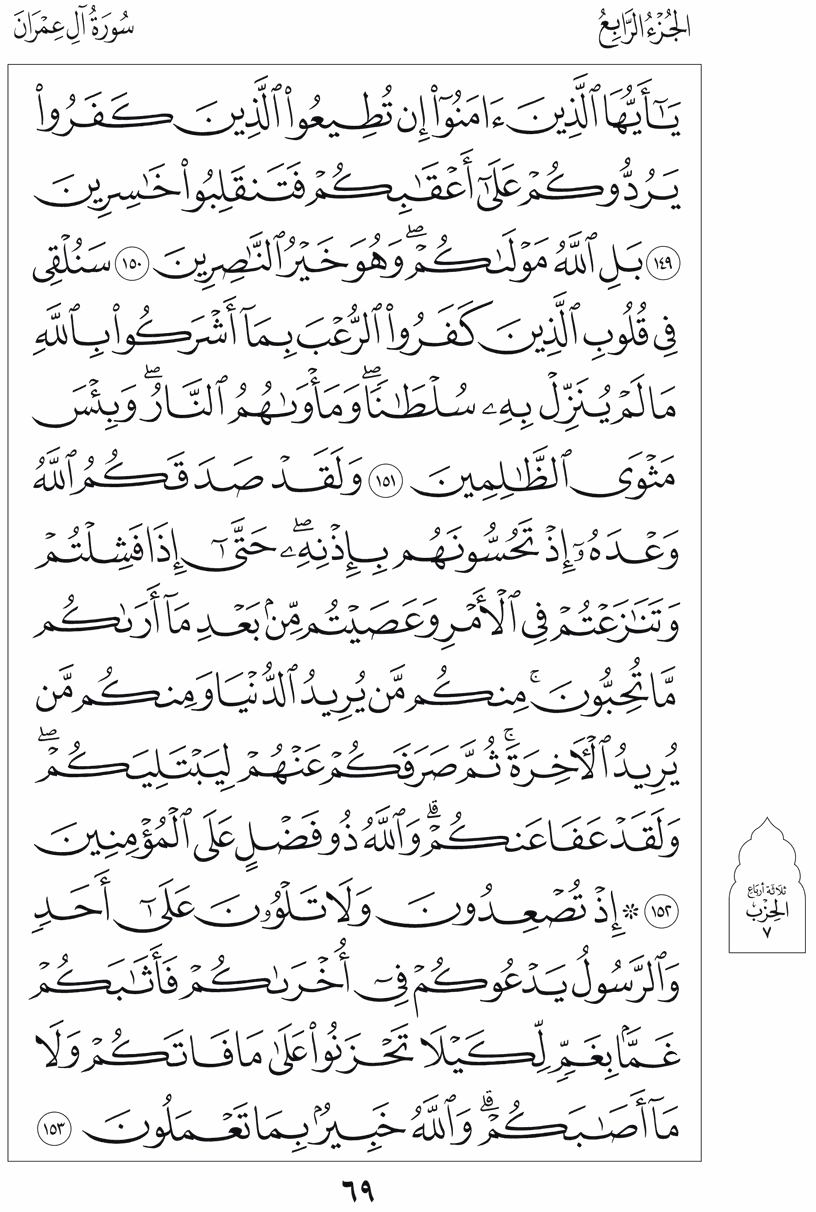 الجُزْءُ الرَّابِعُ
سُورَةُ آلِ عِمْرَانَ
يَٰٓأَيُّهَا ٱلَّذِينَ ءَامَنُوٓا۟ إِن تُطِيعُوا۟ ٱلَّذِينَ كَفَرُوا۟
يَرُدُّوكُمْ عَلَىٰٓ أَعْقَٰبِكُمْ فَتَنقَلِبُوا۟ خَٰسِرِينَ
١٤٩ بَلِ ٱللَّهُ مَوْلَىٰكُمْ ۖ وَهُوَ خَيْرُ ٱلنَّٰصِرِينَ ١٥٠ سَنُلْقِى
فِى قُلُوبِ ٱلَّذِينَ كَفَرُوا۟ ٱلرُّعْبَ بِمَآ أَشْرَكُوا۟ بِٱللَّهِ
مَا لَمْ يُنَزِّلْ بِهِۦ سُلْطَٰنًا ۖ وَمَأْوَىٰهُمُ ٱلنَّارُ ۖ وَبِئْسَ
مَثْوَى ٱلظَّٰلِمِينَ ١٥١ وَلَقَدْ صَدَقَكُمُ ٱللَّهُ
وَعْدَهُۥٓ إِذْ تَحُسُّونَهُم بِإِذْنِهِۦ ۖ حَتَّىٰٓ إِذَا فَشِلْتُمْ
وَتَنَٰزَعْتُمْ فِى ٱلْأَمْرِ وَعَصَيْتُم مِّنۢ بَعْدِ مَآ أَرَىٰكُم
مَّا تُحِبُّونَ ۚ مِنكُم مَّن يُرِيدُ ٱلدُّنْيَا وَمِنكُم مَّن
يُرِيدُ ٱلْءَاخِرَةَ ۚ ثُمَّ صَرَفَكُمْ عَنْهُمْ لِيَبْتَلِيَكُمْ ۖ
وَلَقَدْ عَفَا عَنكُمْ ۗ وَٱللَّهُ ذُو فَضْلٍ عَلَى ٱلْمُؤْمِنِينَ
١٥٢ ۞ إِذْ تُصْعِدُونَ وَلَا تَلْوُۥنَ عَلَىٰٓ أَحَدٍ
وَٱلرَّسُولُ يَدْعُوكُمْ فِىٓ أُخْرَىٰكُمْ فَأَثَٰبَكُمْ
غَمًّۢا بِغَمٍّ لِّكَيْلَا تَحْزَنُوا۟ عَلَىٰ مَا فَاتَكُمْ وَلَا
مَآ أَصَٰبَكُمْ ۗ وَٱللَّهُ خَبِيرٌۢ بِمَا تَعْمَلُونَ ١٥٣
ثلاثة أرباع
الحزب
٧
٦٩